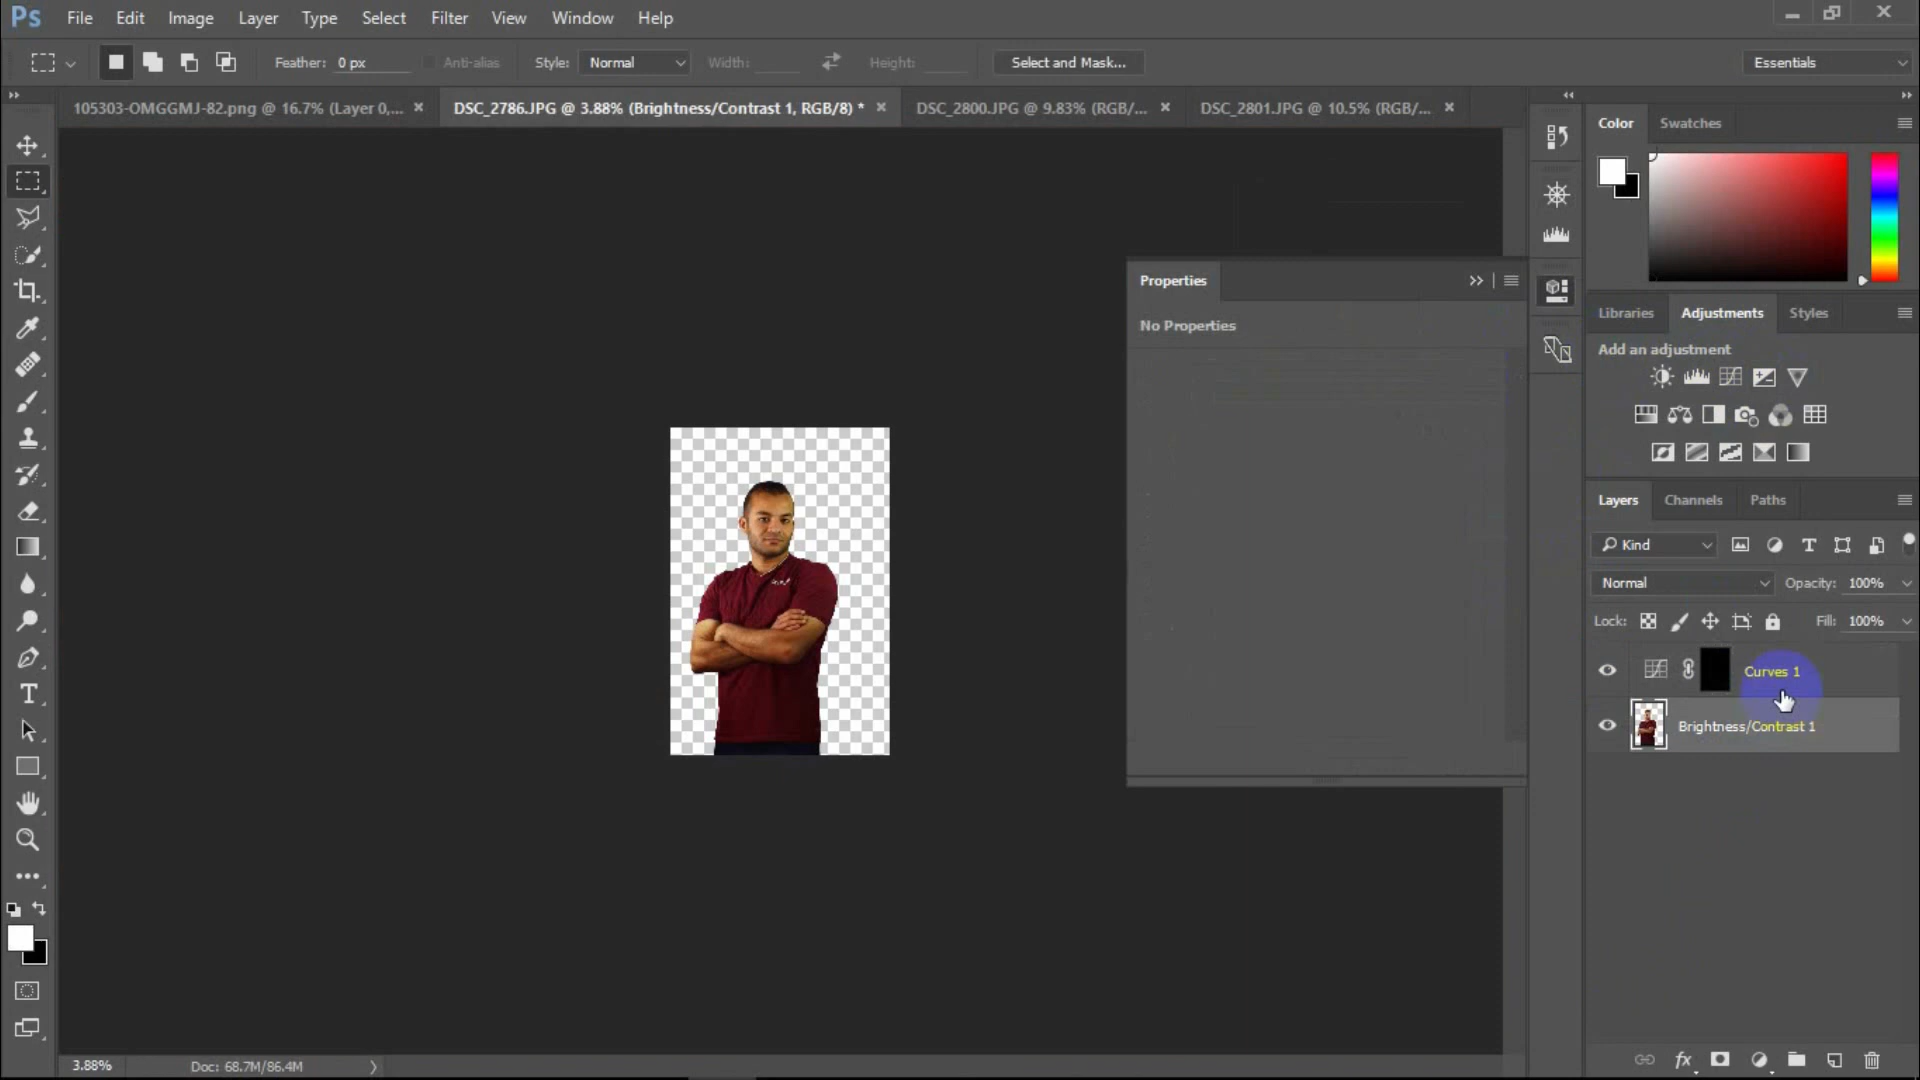 Ps File Edit Image Layer Type Select Filter View Window Help
Feather: 0 px Anti-alias Style: Normal Width: Height: Select and Mask... Essentials
105303-OMGGMJ-82.png @ 16.7% (Layer 0,... × DSC_2786.JPG @ 3.88% (Brightness/Contrast 1, RGB/8) * × DSC_2800.JPG @ 9.83% (RGB/... × DSC_2801.JPG @ 10.5% (RGB/... ×
Color Swatches
Properties
No Properties
Libraries Adjustments Styles
Add an adjustment
Layers Channels Paths
Kind
Normal Opacity: 100%
Lock: Fill: 100%
Curves 1
Brightness/Contrast 1
3.88% Doc: 68.7M/86.4M